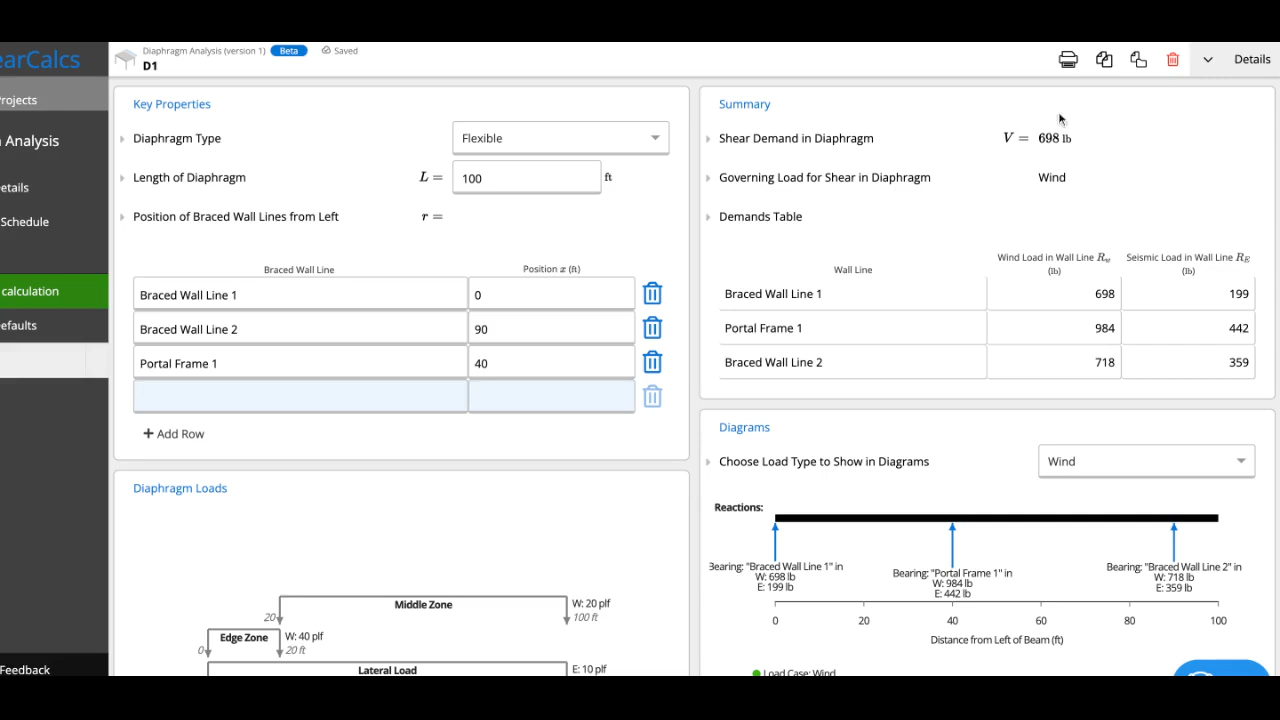 earCalcs
rojects
Analysis
etails
Schedule
calculation
efaults
Feedback
Diaphragm Analysis (version 1) Beta Saved
D1
Details
Key Properties
Diaphragm Type Flexible
Length of Diaphragm L = 100 ft
Position of Braced Wall Lines from Left r =
Braced Wall Line Position x (ft)
Braced Wall Line 1 0
Braced Wall Line 2 90
Portal Frame 1 40
+ Add Row
Diaphragm Loads
Middle Zone
W: 20 plf
20 100 ft
Edge Zone W: 40 plf
0 20 ft
Lateral Load E: 10 plf
Summary
Shear Demand in Diaphragm V = 698 lb
Governing Load for Shear in Diaphragm Wind
Demands Table
Wall Line Wind Load in Wall Line Rw (lb) Seismic Load in Wall Line RE (lb)
Braced Wall Line 1 698 199
Portal Frame 1 984 442
Braced Wall Line 2 718 359
Diagrams
Choose Load Type to Show in Diagrams Wind
Reactions:
Bearing: "Braced Wall Line 1" in
W: 698 lb
E: 199 lb
Bearing: "Portal Frame 1" in
W: 984 lb
E: 442 lb
Bearing: "Braced Wall Line 2" in
W: 718 lb
E: 359 lb
0 20 40 60 80 100
Distance from Left of Beam (ft)
Load Case: Wind